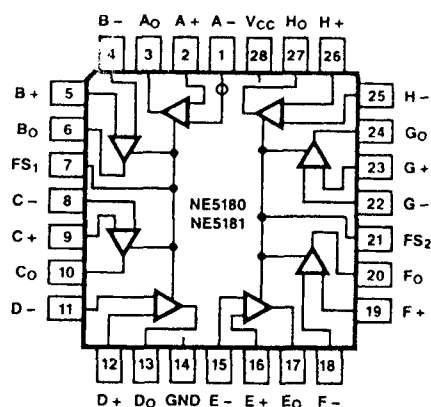 B- A₀ A+ A- VCC H₀ H+
4 3 2 1 28 27 26
B+ 5
B₀ 6
FS₁ 7
C- 8
C+ 9
C₀ 10
D- 11
NE5180
NE5181
25 H-
24 G₀
23 G+
22 G-
21 FS₂
20 F₀
19 F+
12 13 14 15 16 17 18
D+ D₀ GND E- E+ E₀ F-